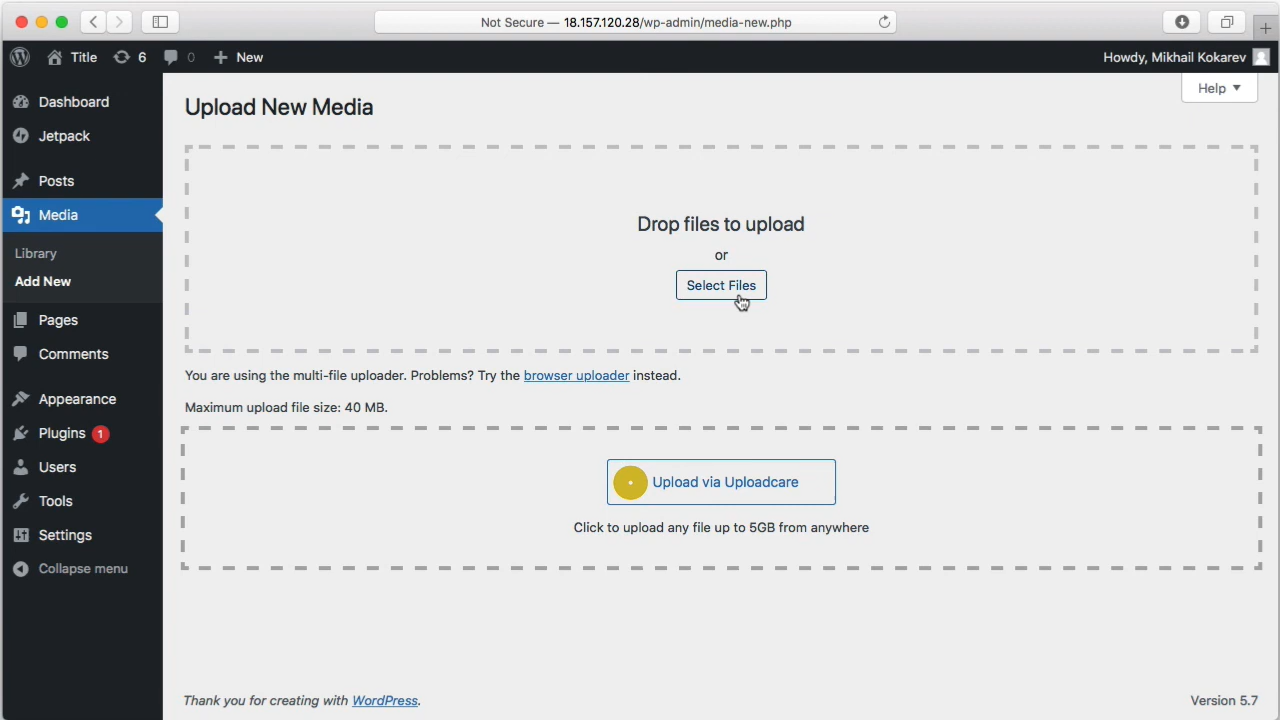 Not Secure — 18.157.120.28/wp-admin/media-new.php
Title 6 0 New
Howdy, Mikhail Kokarev
Help
Dashboard
Jetpack
Posts
Media
Library
Add New
Pages
Comments
Appearance
Plugins 1
Users
Tools
Settings
Collapse menu
Upload New Media
Drop files to upload
or
Select Files
You are using the multi-file uploader. Problems? Try the browser uploader instead.
Maximum upload file size: 40 MB.
Upload via Uploadcare
Click to upload any file up to 5GB from anywhere
Thank you for creating with WordPress.
Version 5.7